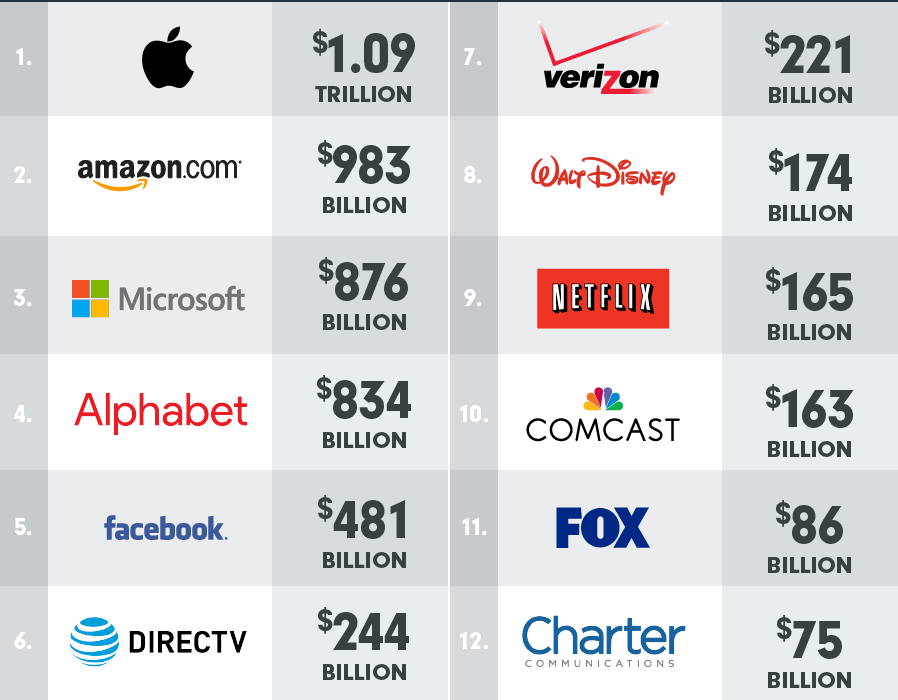 1.
$1.09
TRILLION
2.
amazon.com
$983
BILLION
3.
Microsoft
$876
BILLION
4.
Alphabet
$834
BILLION
5.
facebook.
$481
BILLION
6.
DIRECTV
$244
BILLION
7.
verizon
$221
BILLION
8.
WALT DISNEY
$174
BILLION
9.
NETFLIX
$165
BILLION
10.
COMCAST
$163
BILLION
11.
FOX
$86
BILLION
12.
Charter
COMMUNICATIONS
$75
BILLION